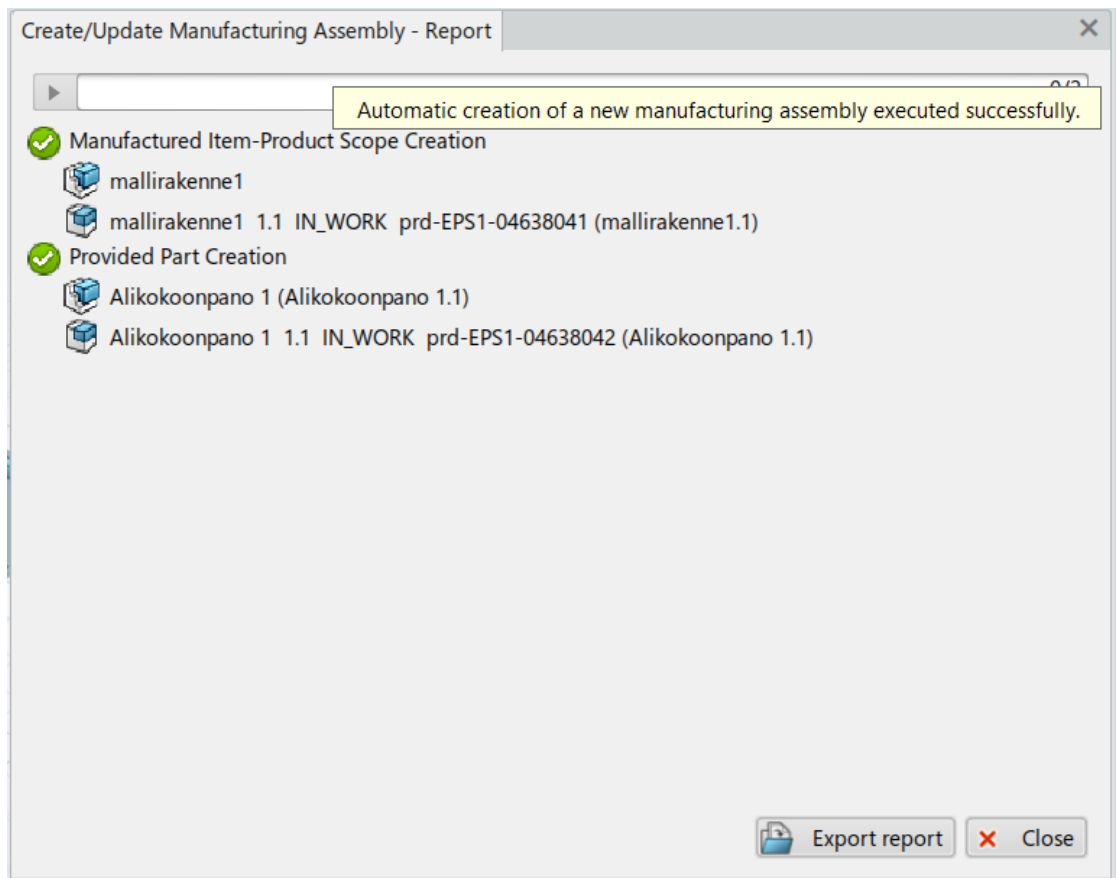 Create/Update Manufacturing Assembly - Report
Automatic creation of a new manufacturing assembly executed successfully.
Manufactured Item-Product Scope Creation
mallirakenne1
mallirakenne1 1.1 IN_WORK prd-EPS1-04638041 (mallirakenne1.1)
Provided Part Creation
Alikokoonpano 1 (Alikokoonpano 1.1)
Alikokoonpano 1 1.1 IN_WORK prd-EPS1-04638042 (Alikokoonpano 1.1)
Export report
Close